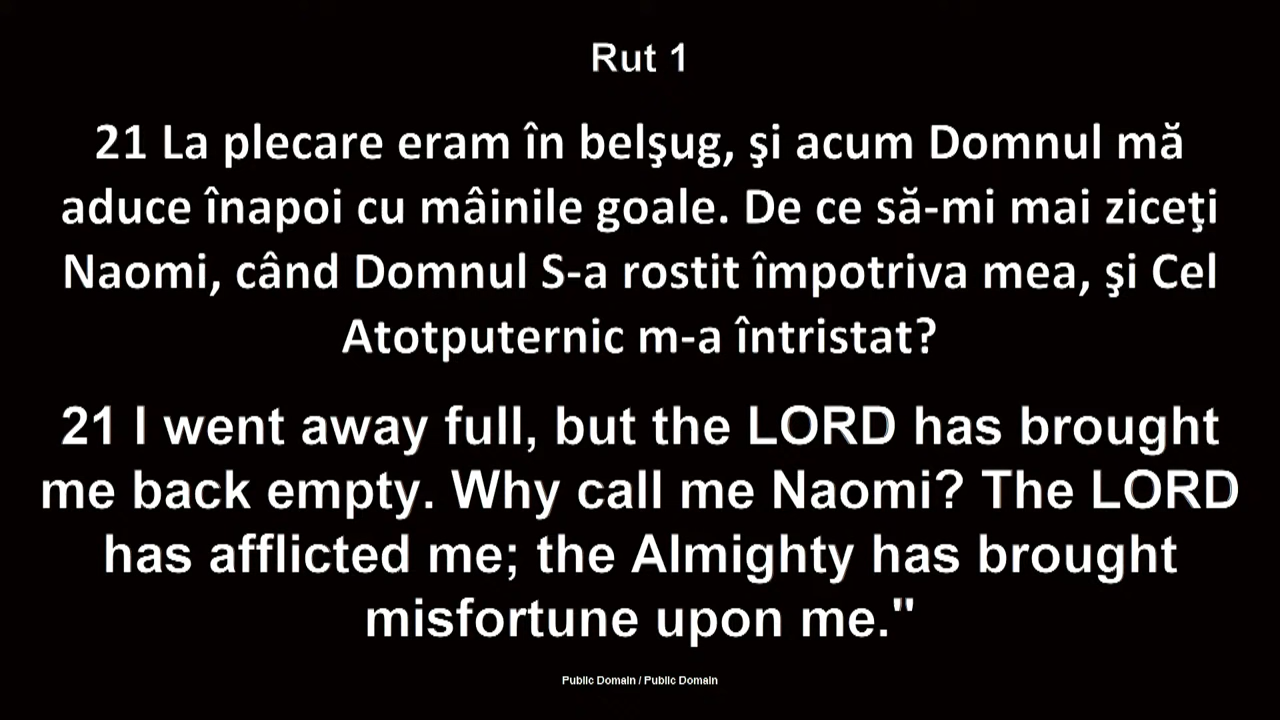 Rut 1
21 La plecare eram în belşug, şi acum Domnul mă
aduce înapoi cu mâinile goale. De ce să-mi mai ziceţi
Naomi, când Domnul S-a rostit împotriva mea, şi Cel
Atotputernic m-a întristat?
21 I went away full, but the LORD has brought
me back empty. Why call me Naomi? The LORD
has afflicted me; the Almighty has brought
misfortune upon me."
Public Domain / Public Domain